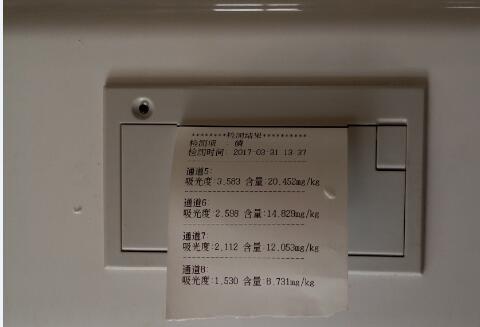 ********检测结果**********
检测项 : 磷
检测时间: 2017-03-31 13:37
通道5:
吸光度:3.583 含量:20.452mg/kg
通道6
吸光度:2.598 含量:14.829mg/kg
通道7:
吸光度:2.112 含量:12.053mg/kg
通道8:
吸光度:1.530 含量:8.731mg/kg